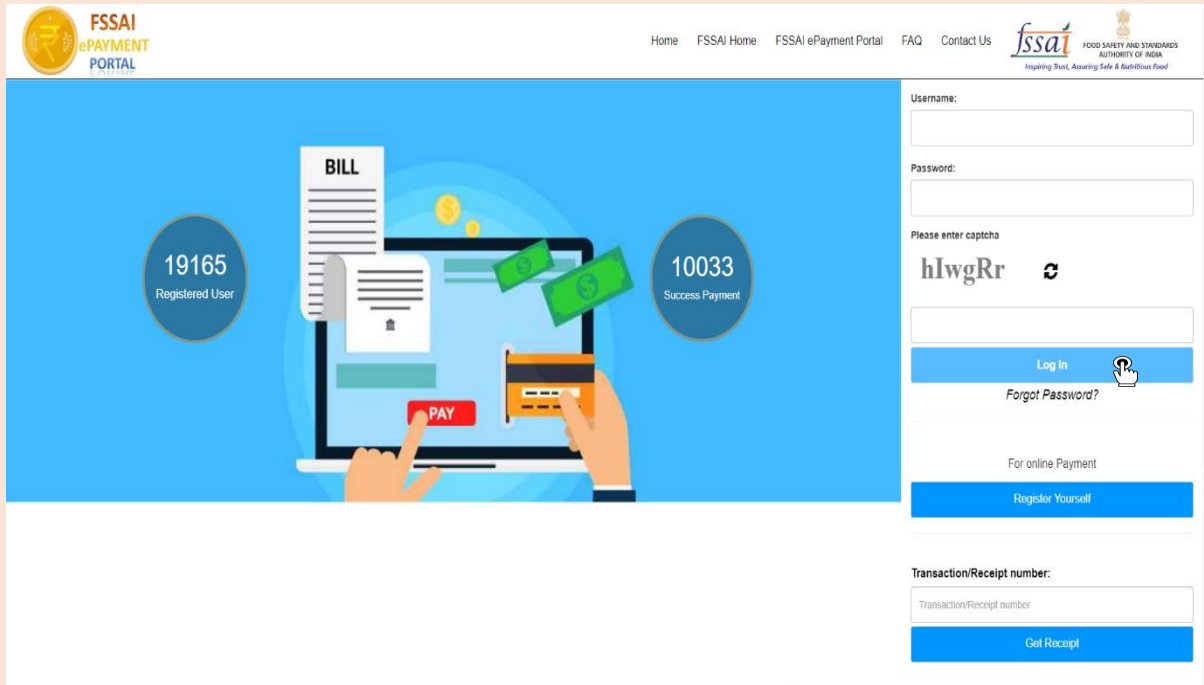 FSSAI
ePAYMENT
PORTAL
Home FSSAI Home FSSAI ePayment Portal FAQ Contact Us
fssai
FOOD SAFETY AND STANDARDS
AUTHORITY OF INDIA
Inspiring Trust, Assuring Safe & Nutritious Food
BILL
19165
Registered User
10033
Success Payment
PAY
Username:
Password:
Please enter captcha
hIwgRr
Log In
Forgot Password?
For online Payment
Register Yourself
Transaction/Receipt number:
Transaction/Receipt number
Get Receipt